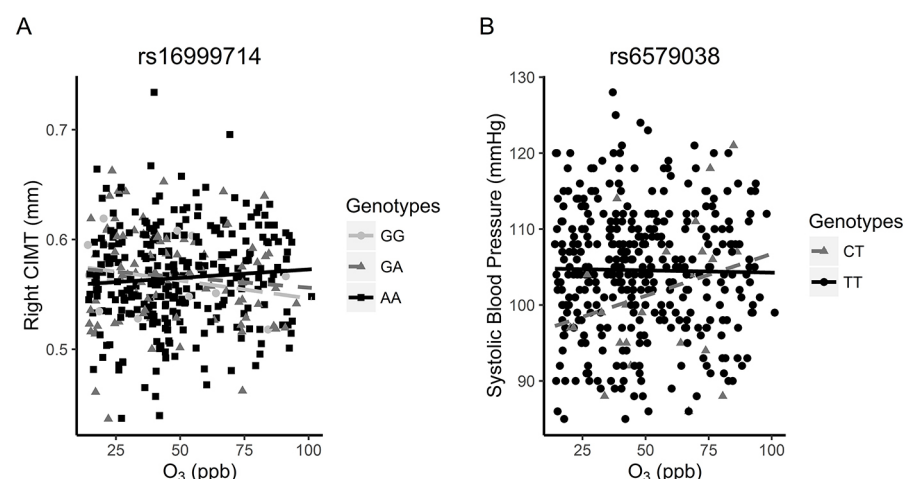 A
rs16999714
Right CIMT (mm)
0.7
0.6
0.5
25 50 75 100
O₃ (ppb)
Genotypes
GG
GA
AA
B
rs6579038
Systolic Blood Pressure (mmHg)
130
120
110
100
90
25 50 75 100
O₃ (ppb)
Genotypes
CT
TT